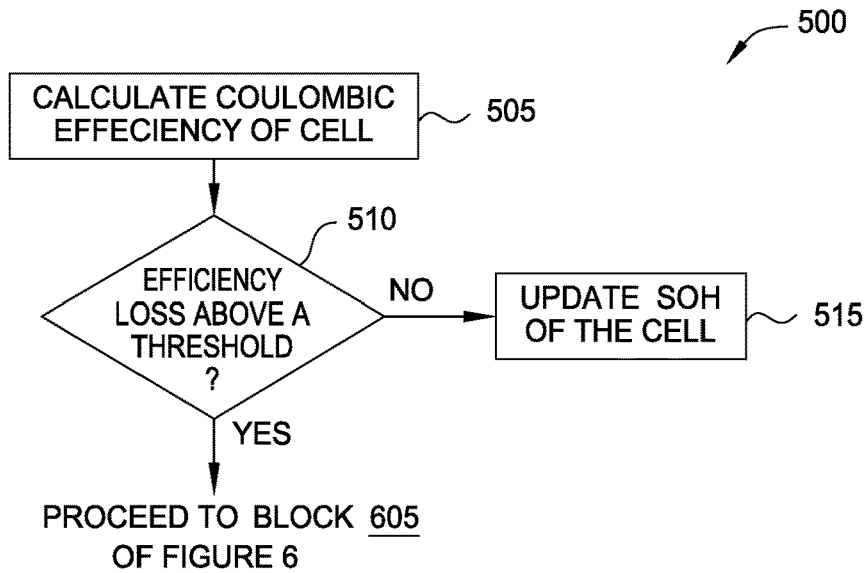 500
CALCULATE COULOMBIC
EFFECIENCY OF CELL
505
510
EFFICIENCY
LOSS ABOVE A
THRESHOLD
?
NO
UPDATE SOH
OF THE CELL
515
YES
PROCEED TO BLOCK 605
OF FIGURE 6